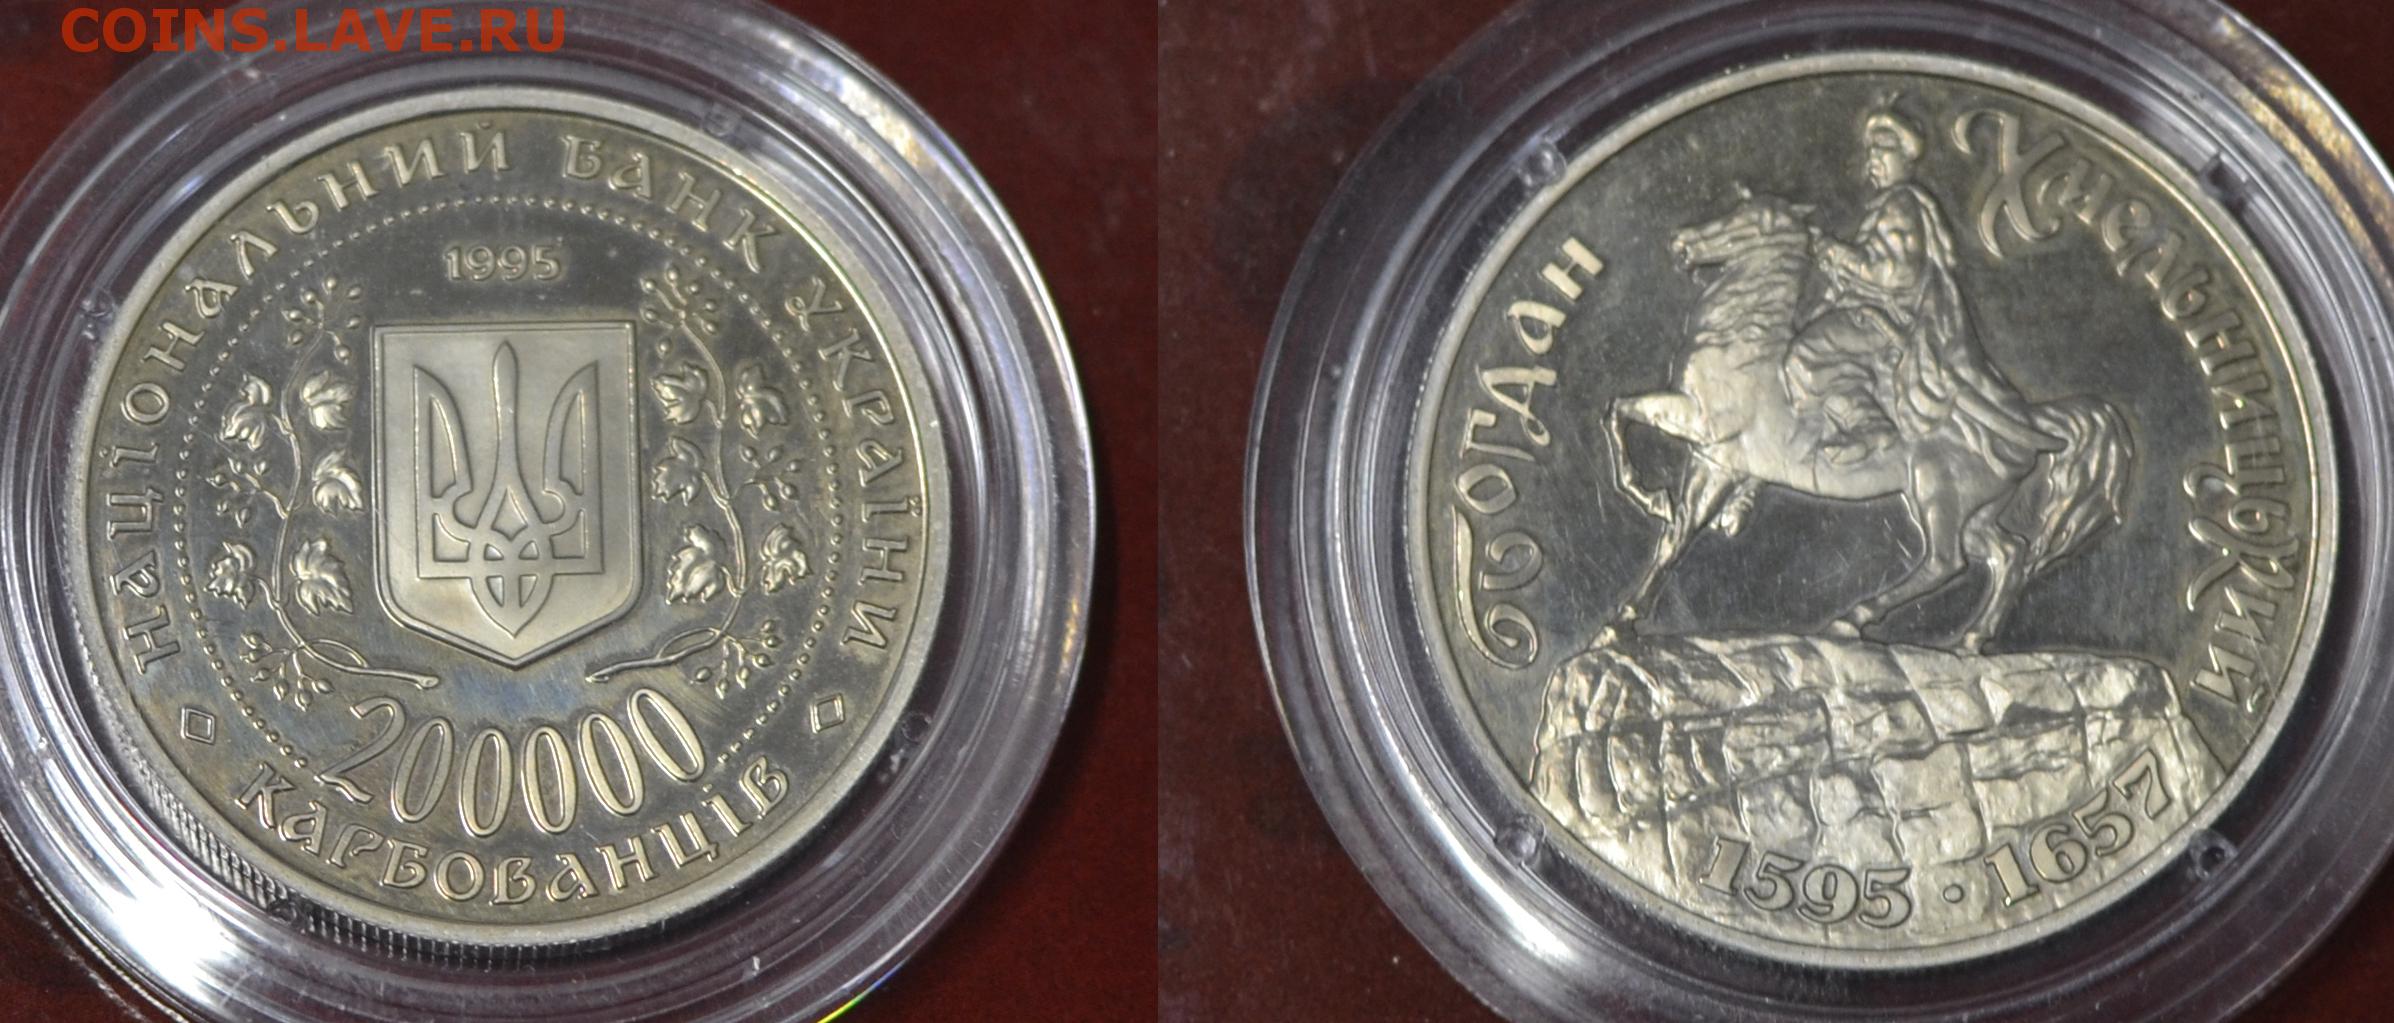 COINS.LAVE.RU
НАЦІОНАЛЬНИЙ БАНК УКРАЇНИ
1995
200000
КАРБОВАНЦІВ
Богдан
Хмельницький
1595 · 1657